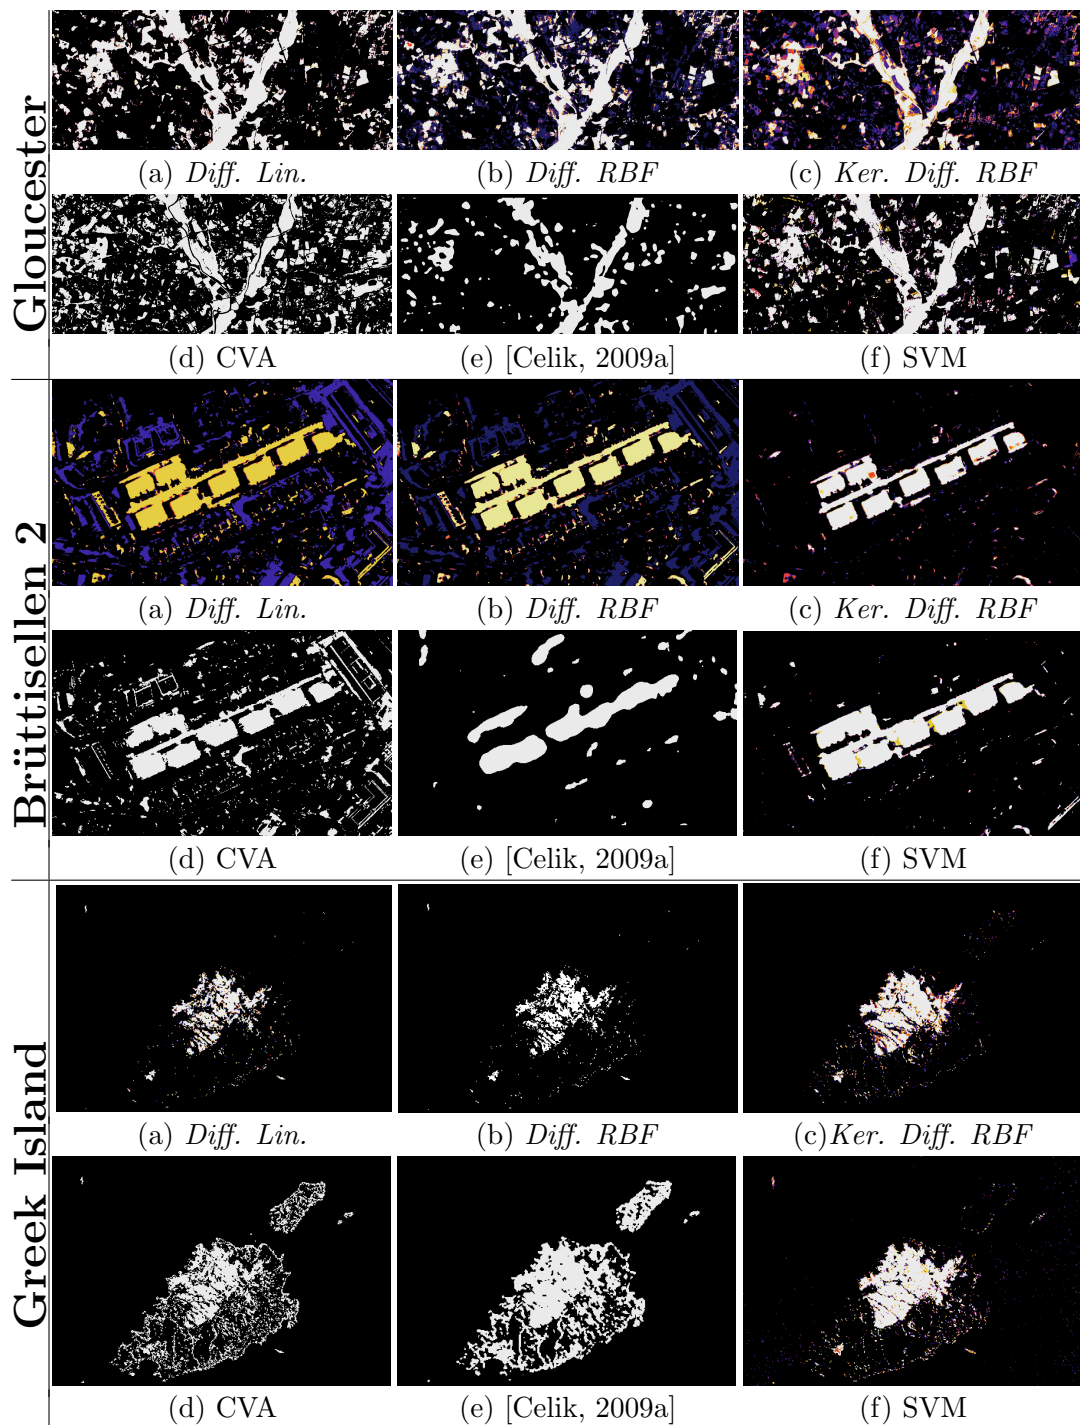 Gloucester
(a) Diff. Lin.
(b) Diff. RBF
(c) Ker. Diff. RBF
(d) CVA
(e) [Celik, 2009a]
(f) SVM
Brüttisellen 2
(a) Diff. Lin.
(b) Diff. RBF
(c) Ker. Diff. RBF
(d) CVA
(e) [Celik, 2009a]
(f) SVM
Greek Island
(a) Diff. Lin.
(b) Diff. RBF
(c)Ker. Diff. RBF
(d) CVA
(e) [Celik, 2009a]
(f) SVM